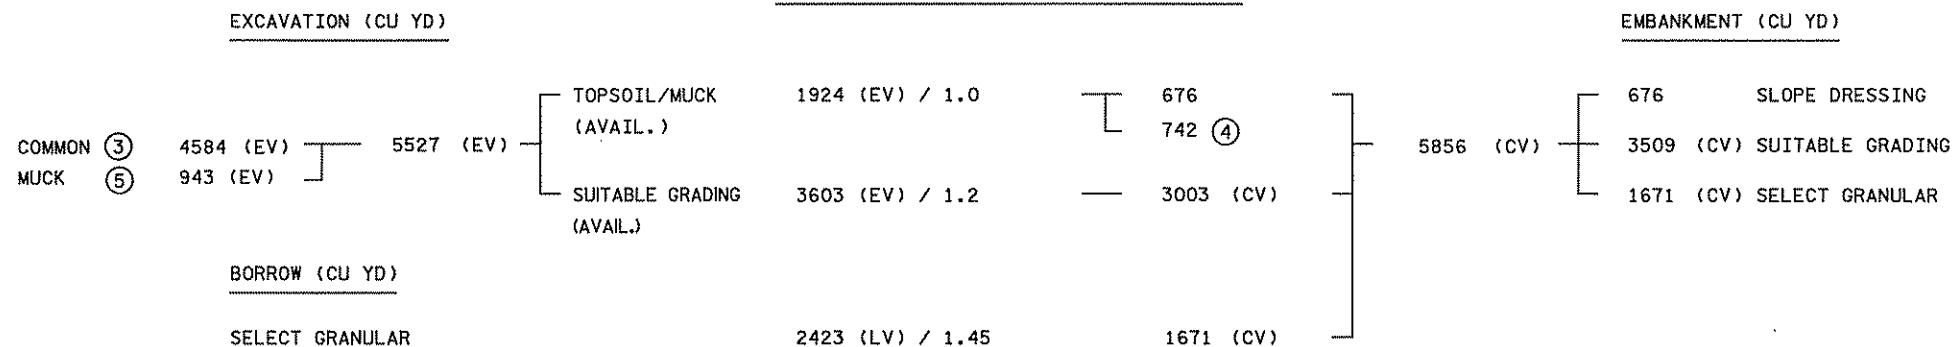 EXCAVATION (CU YD)
EMBANKMENT (CU YD)
TOPSOIL/MUCK 1924 (EV) / 1.0 676 676 SLOPE DRESSING
(AVAIL.) 742 ④
COMMON ③ 4584 (EV) 5527 (EV) 5856 (CV) 3509 (CV) SUITABLE GRADING
MUCK ⑤ 943 (EV)
SUITABLE GRADING 3603 (EV) / 1.2 3003 (CV) 1671 (CV) SELECT GRANULAR
(AVAIL.)
BORROW (CU YD)
SELECT GRANULAR 2423 (LV) / 1.45 1671 (CV)